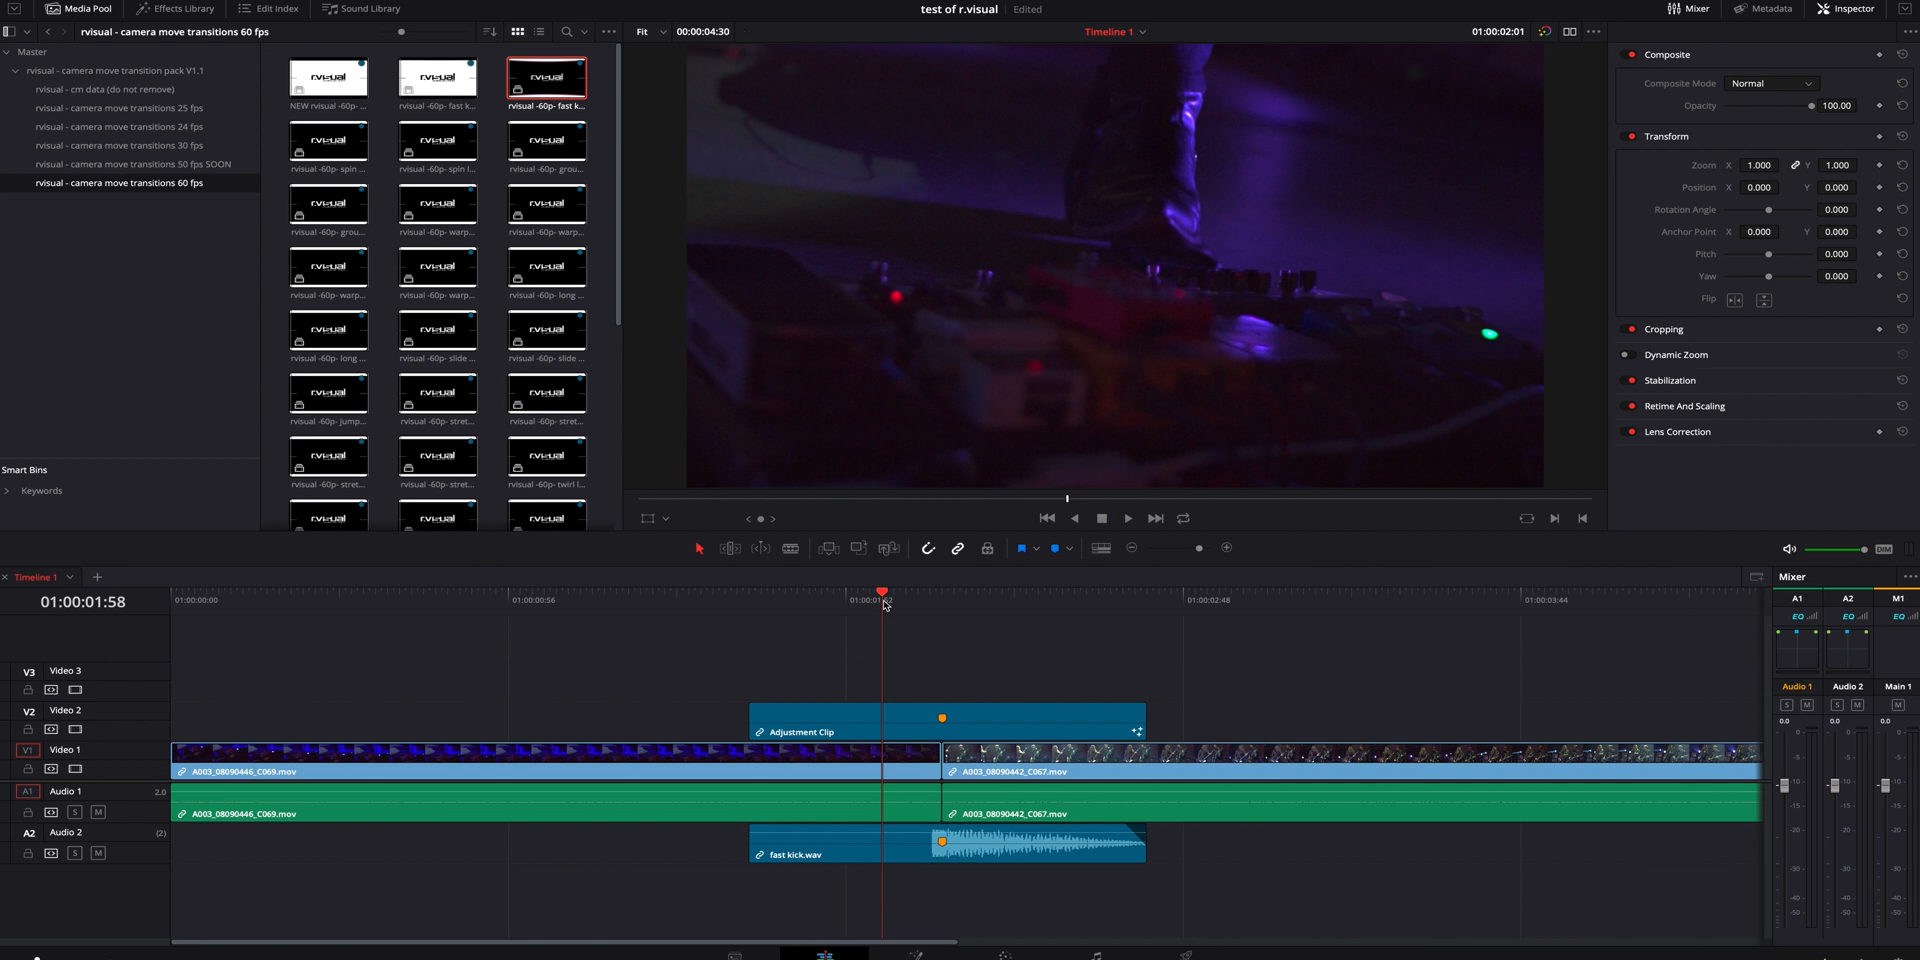 Media Pool
Effects Library
Edit Index
Sound Library
test of r.visual
Edited
Mixer
Metadata
Inspector
rvisual - camera move transitions 60 fps
Fit
00:00:04:30
Timeline 1
01:00:02:01
Master
rvisual - camera move transition pack V1.1
rvisual - cm data (do not remove)
rvisual - camera move transitions 25 fps
rvisual - camera move transitions 24 fps
rvisual - camera move transitions 30 fps
rvisual - camera move transitions 50 fps SOON
rvisual - camera move transitions 60 fps
Smart Bins
Keywords
NEW rvisual -60p- ...
rvisual -60p- fast k...
rvisual -60p- fast k...
rvisual -60p- spin ...
rvisual -60p- spin l...
rvisual -60p- grou...
rvisual -60p- grou...
rvisual -60p- warp...
rvisual -60p- warp...
rvisual -60p- warp...
rvisual -60p- warp...
rvisual -60p- long ...
rvisual -60p- long ...
rvisual -60p- slide ...
rvisual -60p- slide ...
rvisual -60p- jump...
rvisual -60p- stret...
rvisual -60p- stret...
rvisual -60p- stret...
rvisual -60p- stret...
rvisual -60p- twirl l...
Composite
Composite Mode Normal
Opacity 100.00
Transform
Zoom X 1.000 Y 1.000
Position X 0.000 Y 0.000
Rotation Angle 0.000
Anchor Point X 0.000 Y 0.000
Pitch 0.000
Yaw 0.000
Flip
Cropping
Dynamic Zoom
Stabilization
Retime And Scaling
Lens Correction
DIM
Timeline 1
01:00:01:58
01:00:00:00
01:00:00:56
01:00:02:48
01:00:03:44
V3 Video 3
V2 Video 2
Adjustment Clip
V1 Video 1
A003_08090446_C069.mov
A003_08090442_C067.mov
A1 Audio 1 2.0
S M
A003_08090446_C069.mov
A003_08090442_C067.mov
A2 Audio 2 (2)
S M
fast kick.wav
Mixer
A1 A2 M1
EQ EQ EQ
Audio 1 Audio 2 Main 1
S M S M M
0.0 0.0 0.0